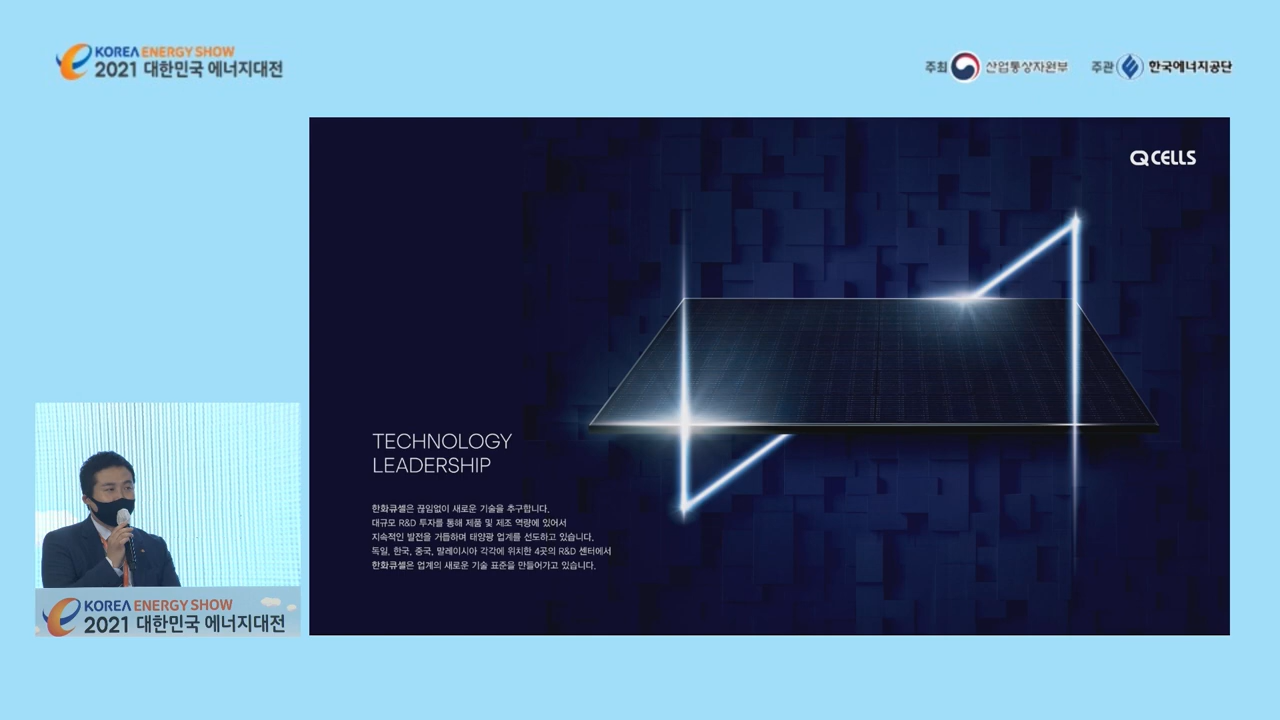 KOREA ENERGY SHOW
2021 대한민국 에너지대전
주최 산업통상자원부 주관 한국에너지공단
Q CELLS
TECHNOLOGY
LEADERSHIP
한화큐셀은 끊임없이 새로운 기술을 추구합니다.
대규모 R&D 투자를 통해 제품 및 제조 역량에 있어서
지속적인 발전을 거듭하며 태양광 업계를 선도하고 있습니다.
독일, 한국, 중국, 말레이시아 각각에 위치한 4곳의 R&D 센터에서
한화큐셀은 업계의 새로운 기술 표준을 만들어가고 있습니다.
KOREA ENERGY SHOW
2021 대한민국 에너지대전